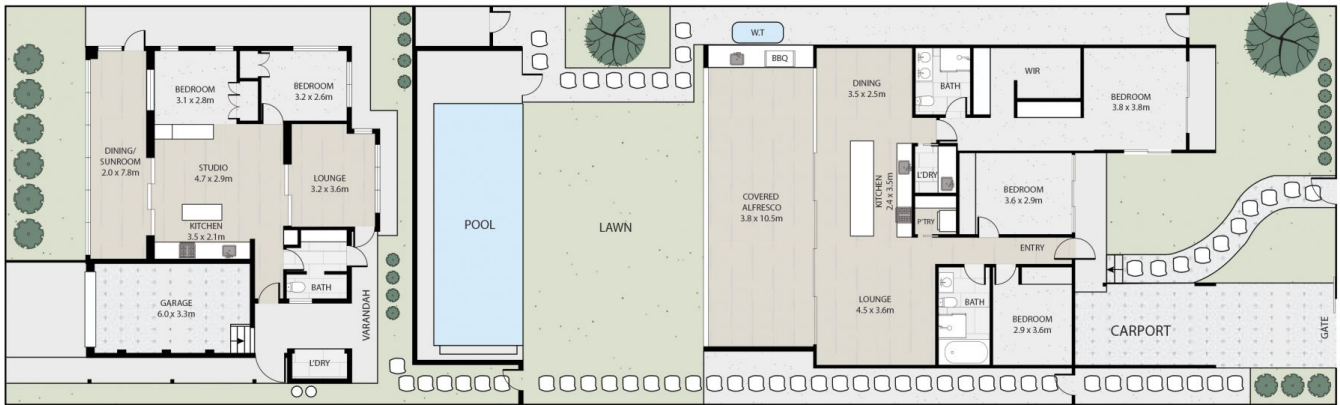 DINING/
SUNROOM
2.0 x 7.8m
BEDROOM
3.1 x 2.8m
BEDROOM
3.2 x 2.6m
STUDIO
4.7 x 2.9m
LOUNGE
3.2 x 3.6m
KITCHEN
3.5 x 2.1m
BATH
GARAGE
6.0 x 3.3m
L'DRY
VARANDAH
POOL
LAWN
W.T
BBQ
COVERED
ALFRESCO
3.8 x 10.5m
DINING
3.5 x 2.5m
KITCHEN
2.4 x 3.5m
LOUNGE
4.5 x 3.6m
BATH
WIR
BEDROOM
3.8 x 3.8m
L'DRY
P'TRY
BEDROOM
3.6 x 2.9m
ENTRY
BATH
BEDROOM
2.9 x 3.6m
CARPORT
GATE